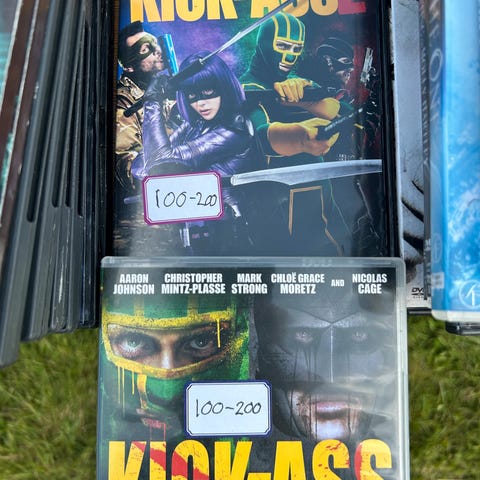 KICK-ASS 2
100-200
AARON JOHNSON CHRISTOPHER MINTZ-PLASSE MARK STRONG CHLOË GRACE MORETZ AND NICOLAS CAGE
100-200
KICK-ASS